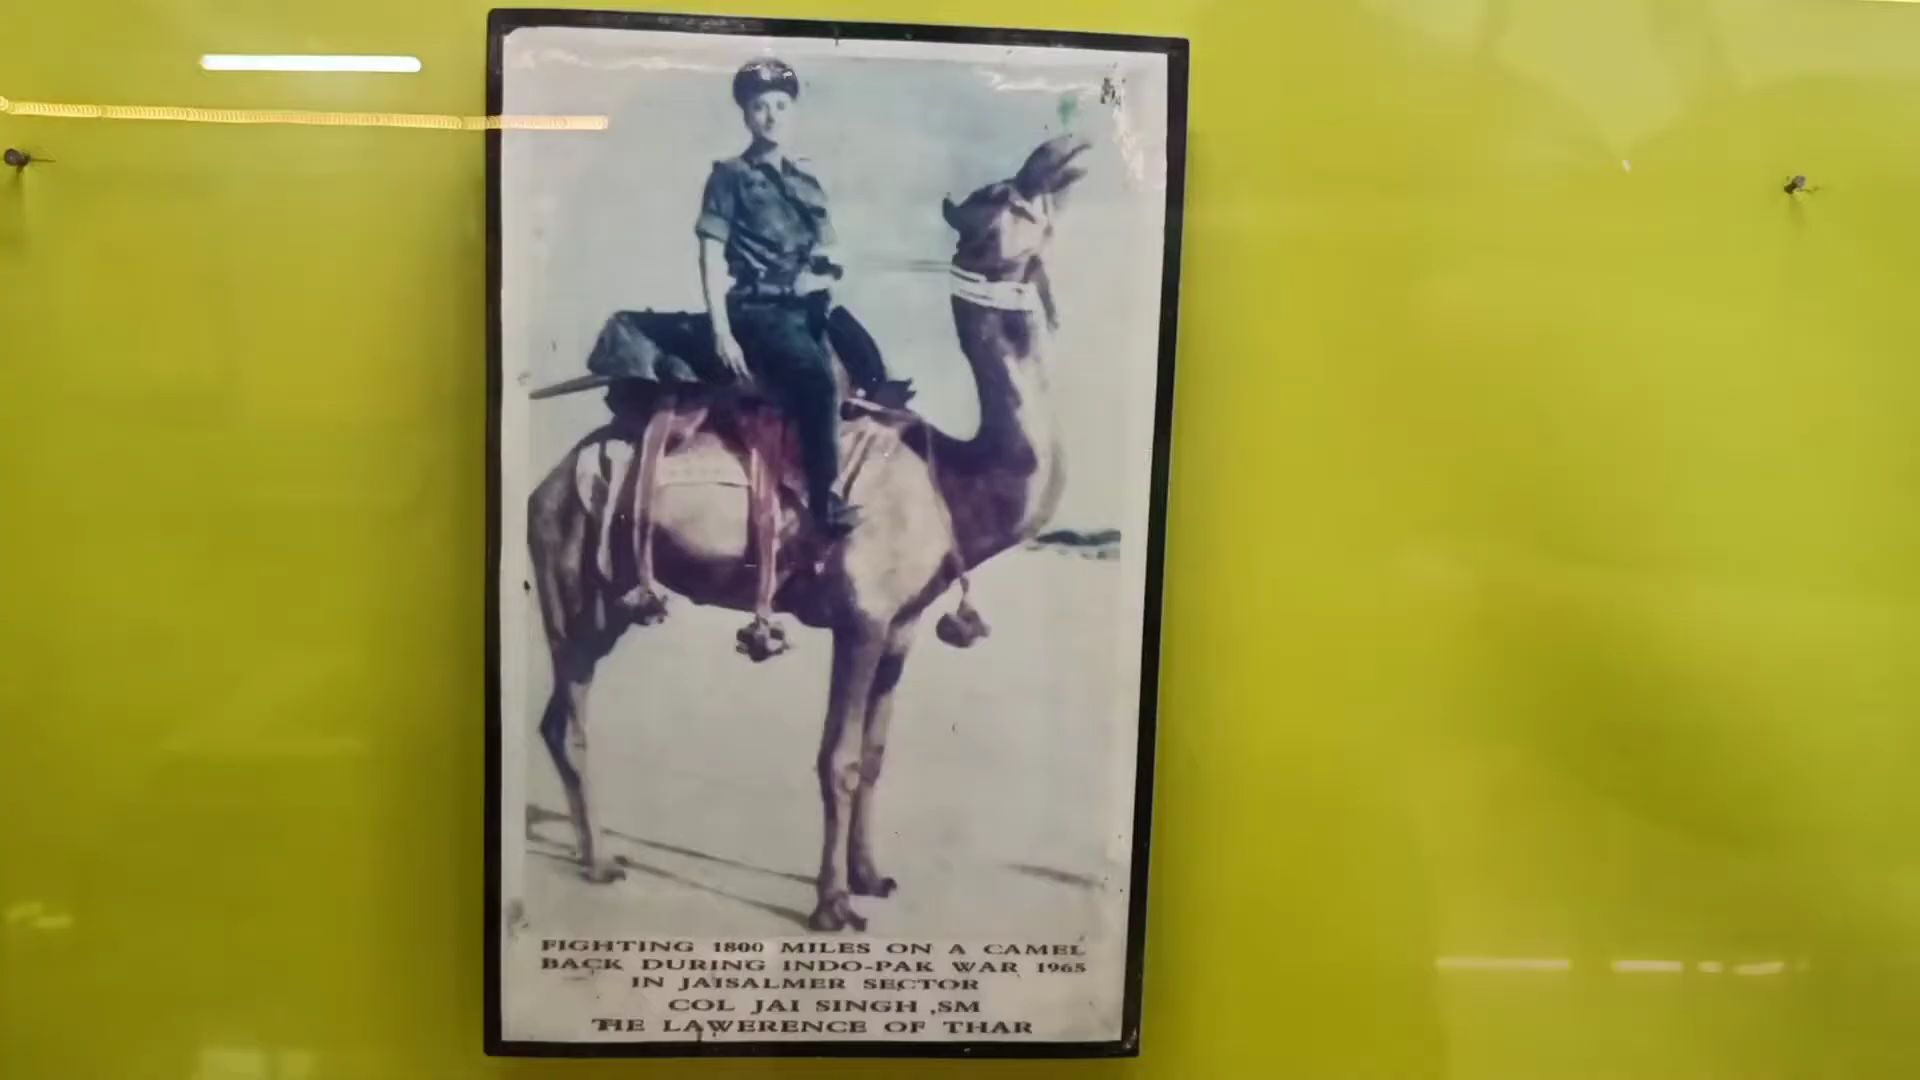 FIGHTING 1800 MILES ON A CAMEL
BACK DURING INDO-PAK WAR 1965
IN JAISALMER SECTOR
COL JAI SINGH ,SM
THE LAWERENCE OF THAR